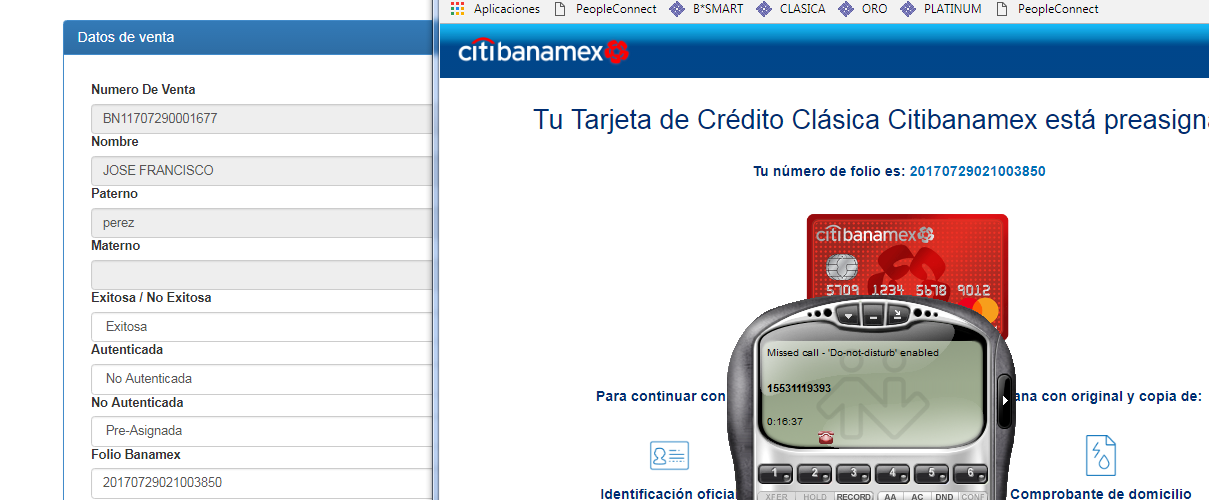 Datos de venta
Numero De Venta
BN11707290001677
Nombre
JOSE FRANCISCO
Paterno
perez
Materno
Exitosa / No Exitosa
Exitosa
Autenticada
No Autenticada
No Autenticada
Pre-Asignada
Folio Banamex
20170729021003850
Aplicaciones PeopleConnect B*SMART CLASICA ORO PLATINUM PeopleConnect
citibanamex
Tu Tarjeta de Crédito Clásica Citibanamex está preasign
Tu número de folio es: 20170729021003850
citibanamex
5709 1234 5678 9012
Missed call - 'Do-not-disturb' enabled
15531119393
0:16:37
Para continuar con
ana con original y copia de:
1 2 3 4 5 6
XFER HOLD RECORD AA AC DND CONF
Identificación oficia
Comprobante de domicilio